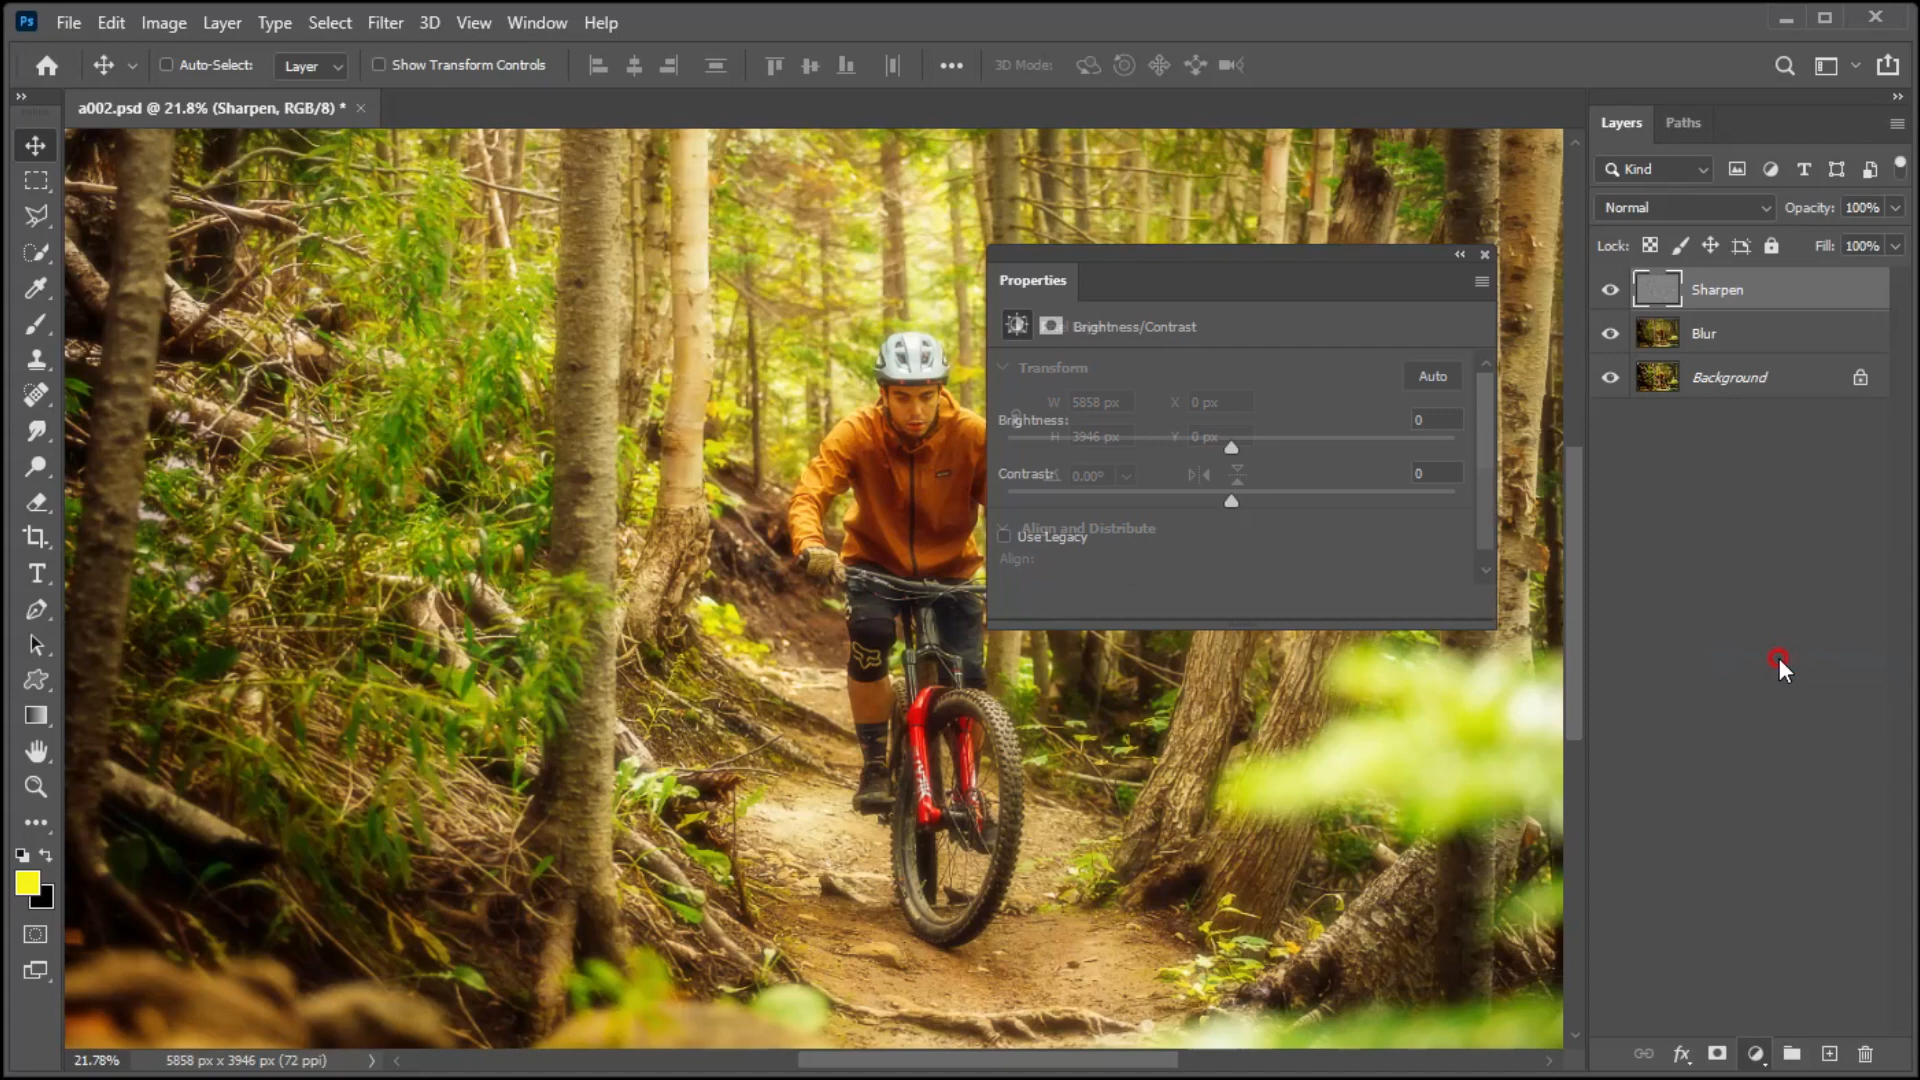 Ps File Edit Image Layer Type Select Filter 3D View Window Help
Auto-Select: Layer Show Transform Controls 3D Mode:
a002.psd @ 21.8% (Sharpen, RGB/8) *
Layers Paths
Kind
Normal Opacity: 100%
Lock: Fill: 100%
Sharpen
Blur
Background
Properties
Brightness/Contrast
Transform
Auto
W 5858 px X 0 px
Brightness: 0
H 3946 px Y 0 px
Contrast: 0
0.00°
Align and Distribute
Use Legacy
Align:
21.78% 5858 px x 3946 px (72 ppi)
fx